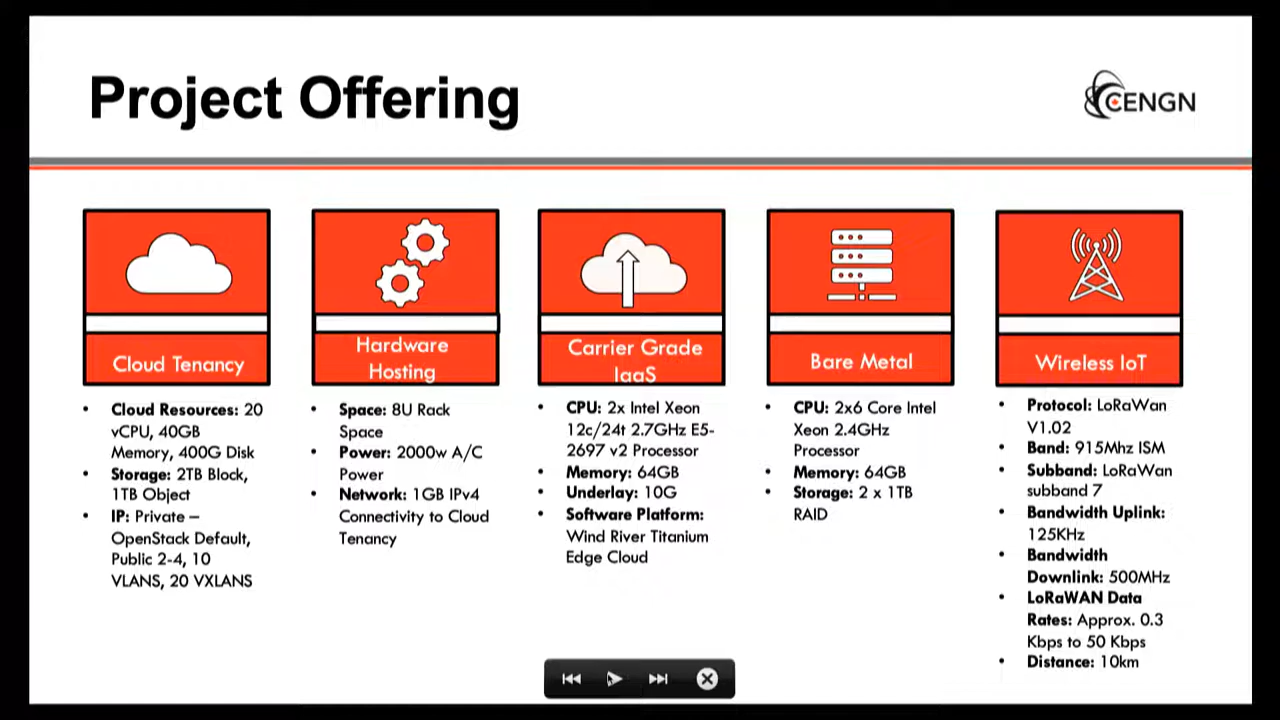 Project Offering
CENGN
Cloud Tenancy
• Cloud Resources: 20
vCPU, 40GB
Memory, 400G Disk
• Storage: 2TB Block,
1TB Object
• IP: Private –
OpenStack Default,
Public 2-4, 10
VLANS, 20 VXLANS
Hardware
Hosting
• Space: 8U Rack
Space
• Power: 2000w A/C
Power
• Network: 1GB IPv4
Connectivity to Cloud
Tenancy
Carrier Grade
IaaS
• CPU: 2x Intel Xeon
12c/24t 2.7GHz E5-
2697 v2 Processor
• Memory: 64GB
• Underlay: 10G
• Software Platform:
Wind River Titanium
Edge Cloud
Bare Metal
• CPU: 2x6 Core Intel
Xeon 2.4GHz
Processor
• Memory: 64GB
• Storage: 2 x 1TB
RAID
Wireless IoT
• Protocol: LoRaWan
V1.02
• Band: 915Mhz ISM
• Subband: LoRaWan
subband 7
• Bandwidth Uplink:
125KHz
• Bandwidth
Downlink: 500MHz
• LoRaWAN Data
Rates: Approx. 0.3
Kbps to 50 Kbps
• Distance: 10km